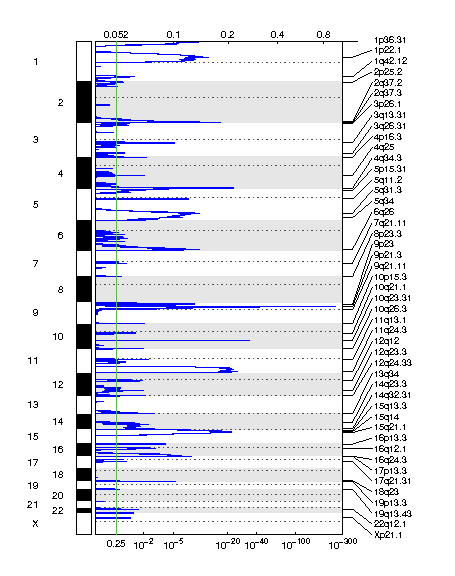 0.052 0.1 0.2 0.4 0.8
1
2
3
4
5
6
7
8
9
10
11
12
13
14
15
16
17
18
19
20
21
22
X
1p36.31
1p22.1
1q42.12
2p25.2
2q37.2
2q37.3
3p26.1
3q13.31
3q26.31
4p16.3
4q25
4q34.3
5p15.31
5q11.2
5q31.3
5q34
6q26
7q21.11
8p23.3
9p23
9p21.3
9q21.11
10p15.3
10q21.1
10q23.31
10q26.3
11q13.1
11q24.3
12q12
12q23.3
12q24.33
13q34
14q23.3
14q32.31
15q13.3
15q14
15q21.1
16p13.3
16q12.1
16q24.3
17p13.3
17q21.31
18q23
19p13.3
19q13.43
22q12.1
Xp21.1
0.25 10⁻² 10⁻⁵ 10⁻²⁰ 10⁻⁴⁰ 10⁻¹⁰⁰ 10⁻³⁰⁰